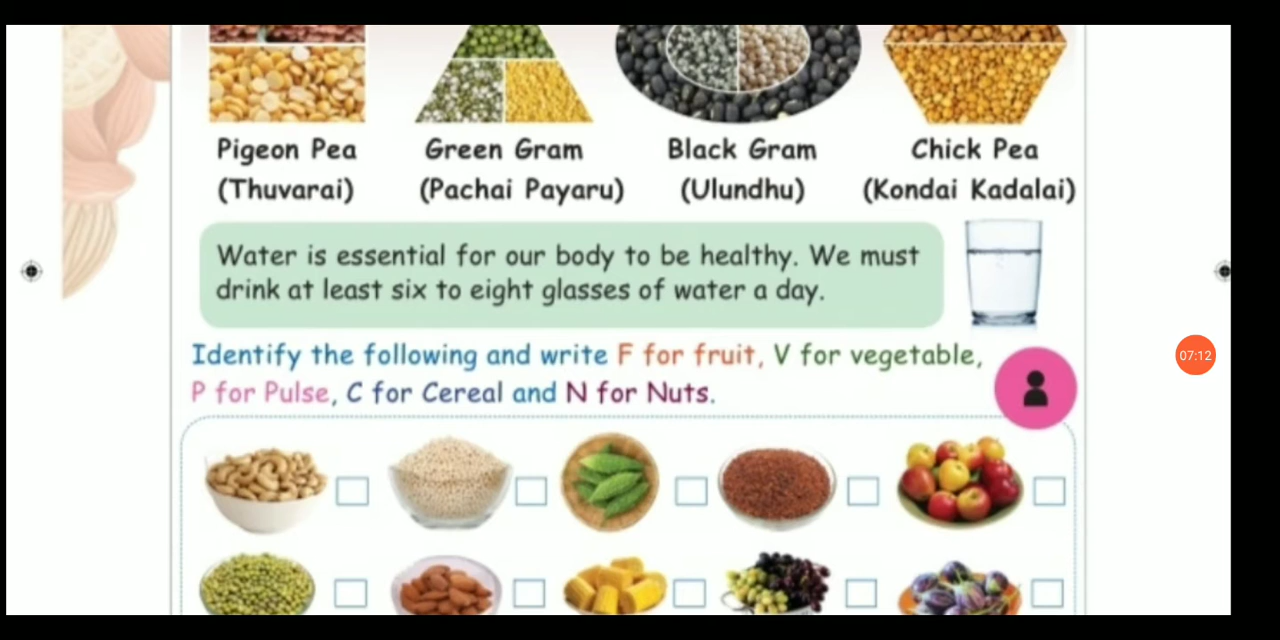 Pigeon Pea
(Thuvarai)
Green Gram
(Pachai Payaru)
Black Gram
(Ulundhu)
Chick Pea
(Kondai Kadalai)
Water is essential for our body to be healthy. We must
drink at least six to eight glasses of water a day.
Identify the following and write F for fruit, V for vegetable,
P for Pulse, C for Cereal and N for Nuts.
07:12